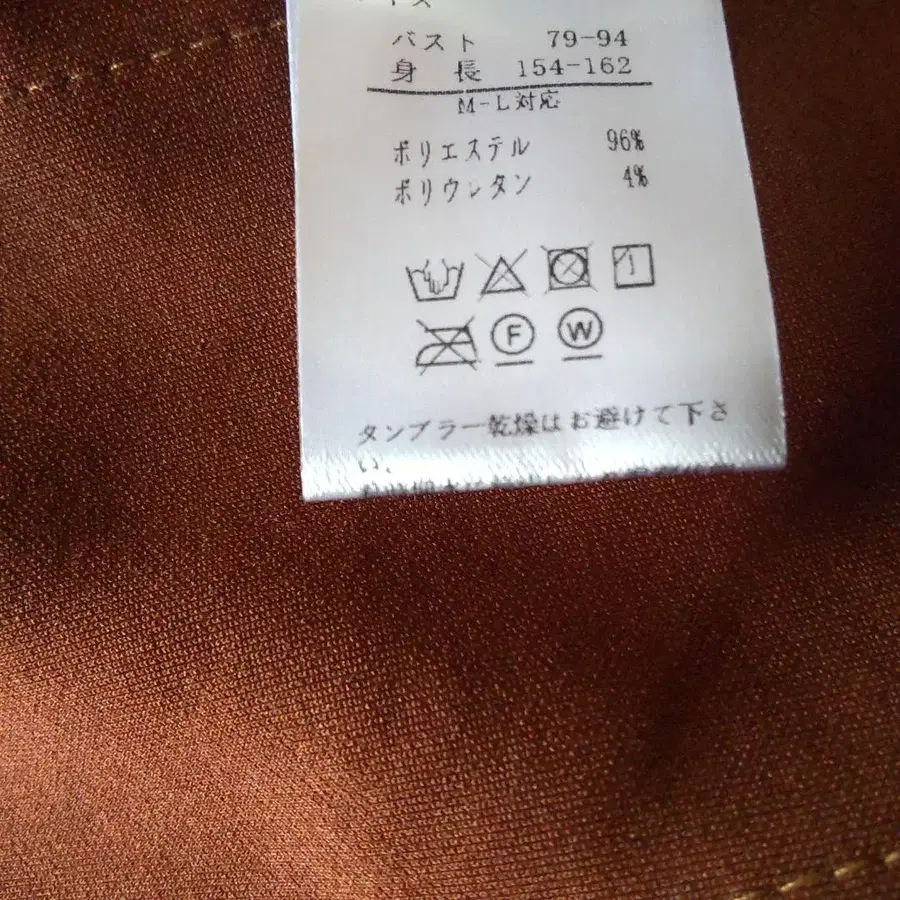 バスト 79-94
身 長 154-162
M-L対応
ポリエステル 96%
ポリウレタン 4%
F W
タンブラー乾燥はお避けて下さ
い。